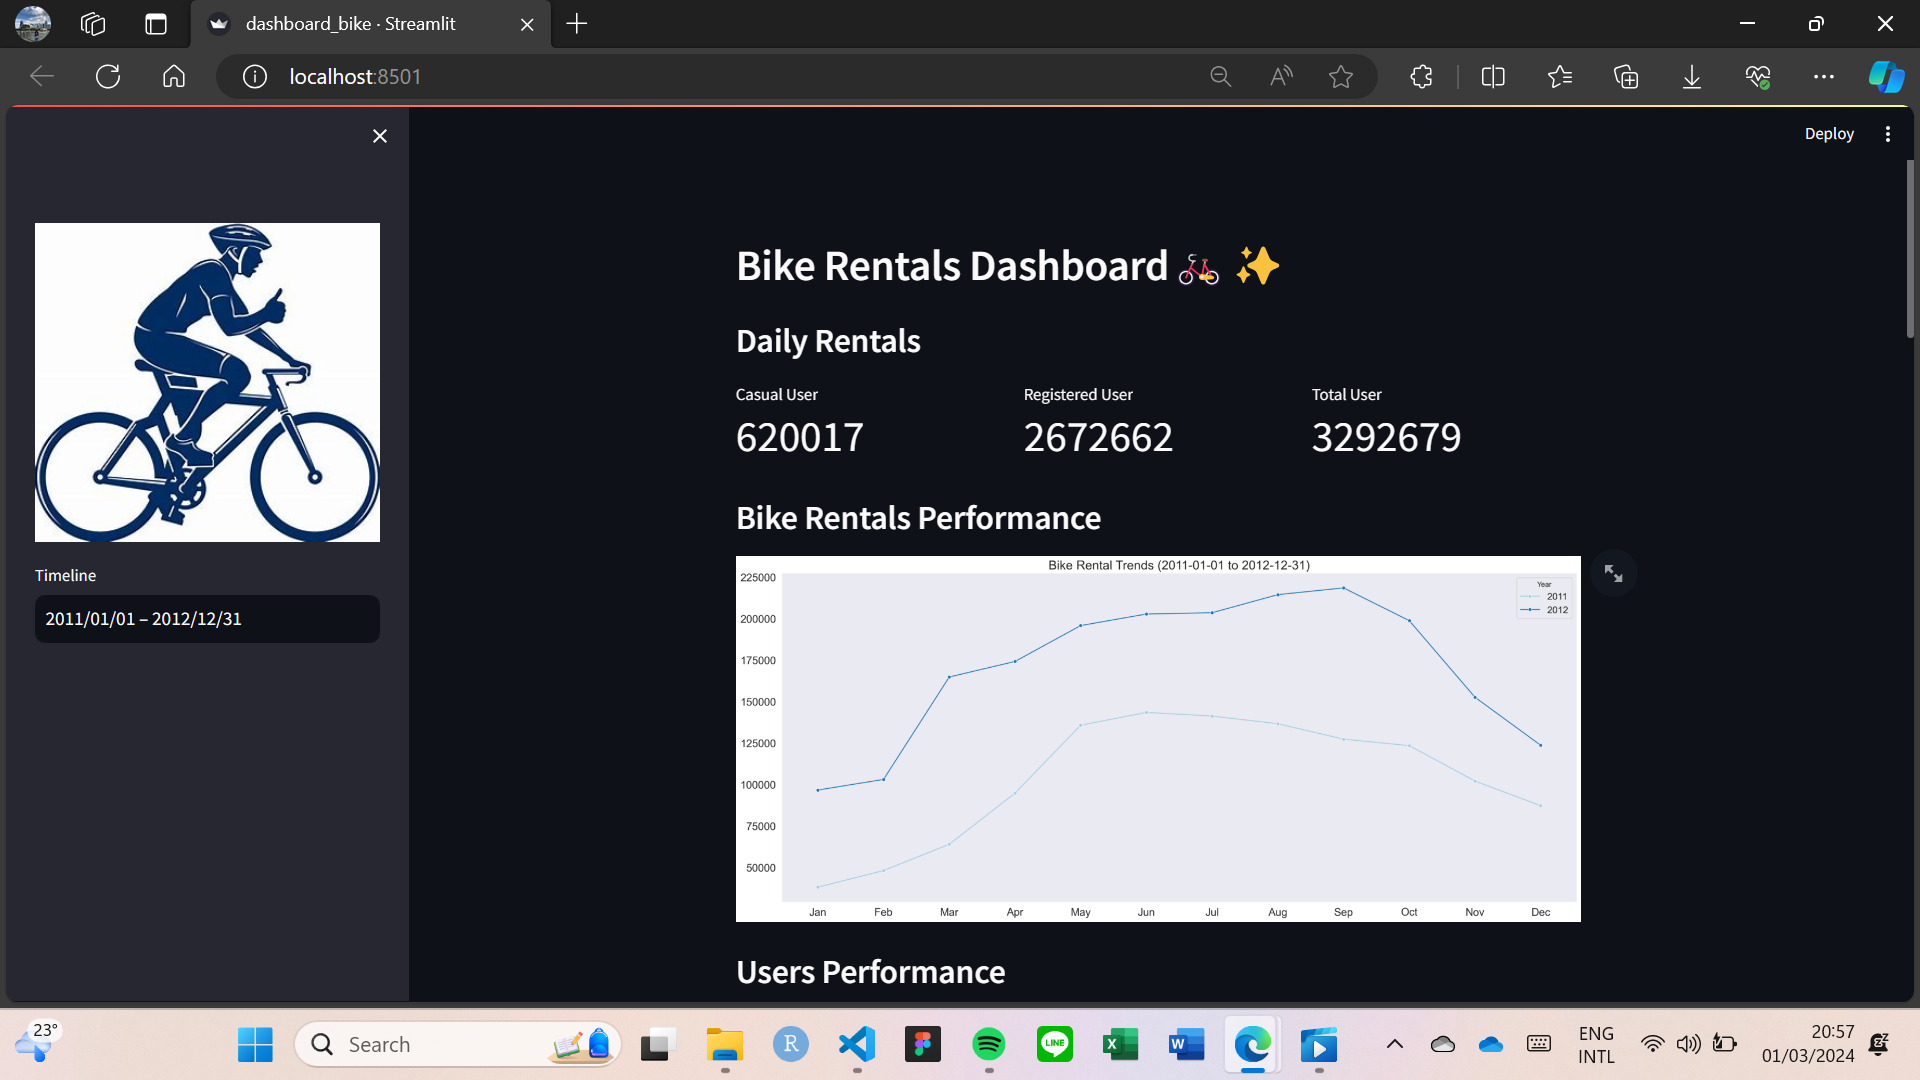 dashboard_bike · Streamlit
localhost:8501
Deploy
Timeline
2011/01/01 – 2012/12/31
Bike Rentals Dashboard
Daily Rentals
Casual User
Registered User
Total User
620017
2672662
3292679
Bike Rentals Performance
Bike Rental Trends (2011-01-01 to 2012-12-31)
225000
200000
175000
150000
125000
100000
75000
50000
Year
2011
2012
Jan Feb Mar Apr May Jun Jul Aug Sep Oct Nov Dec
Users Performance
23°
Search
R
LINE
X
W
ENG
INTL
20:57
01/03/2024